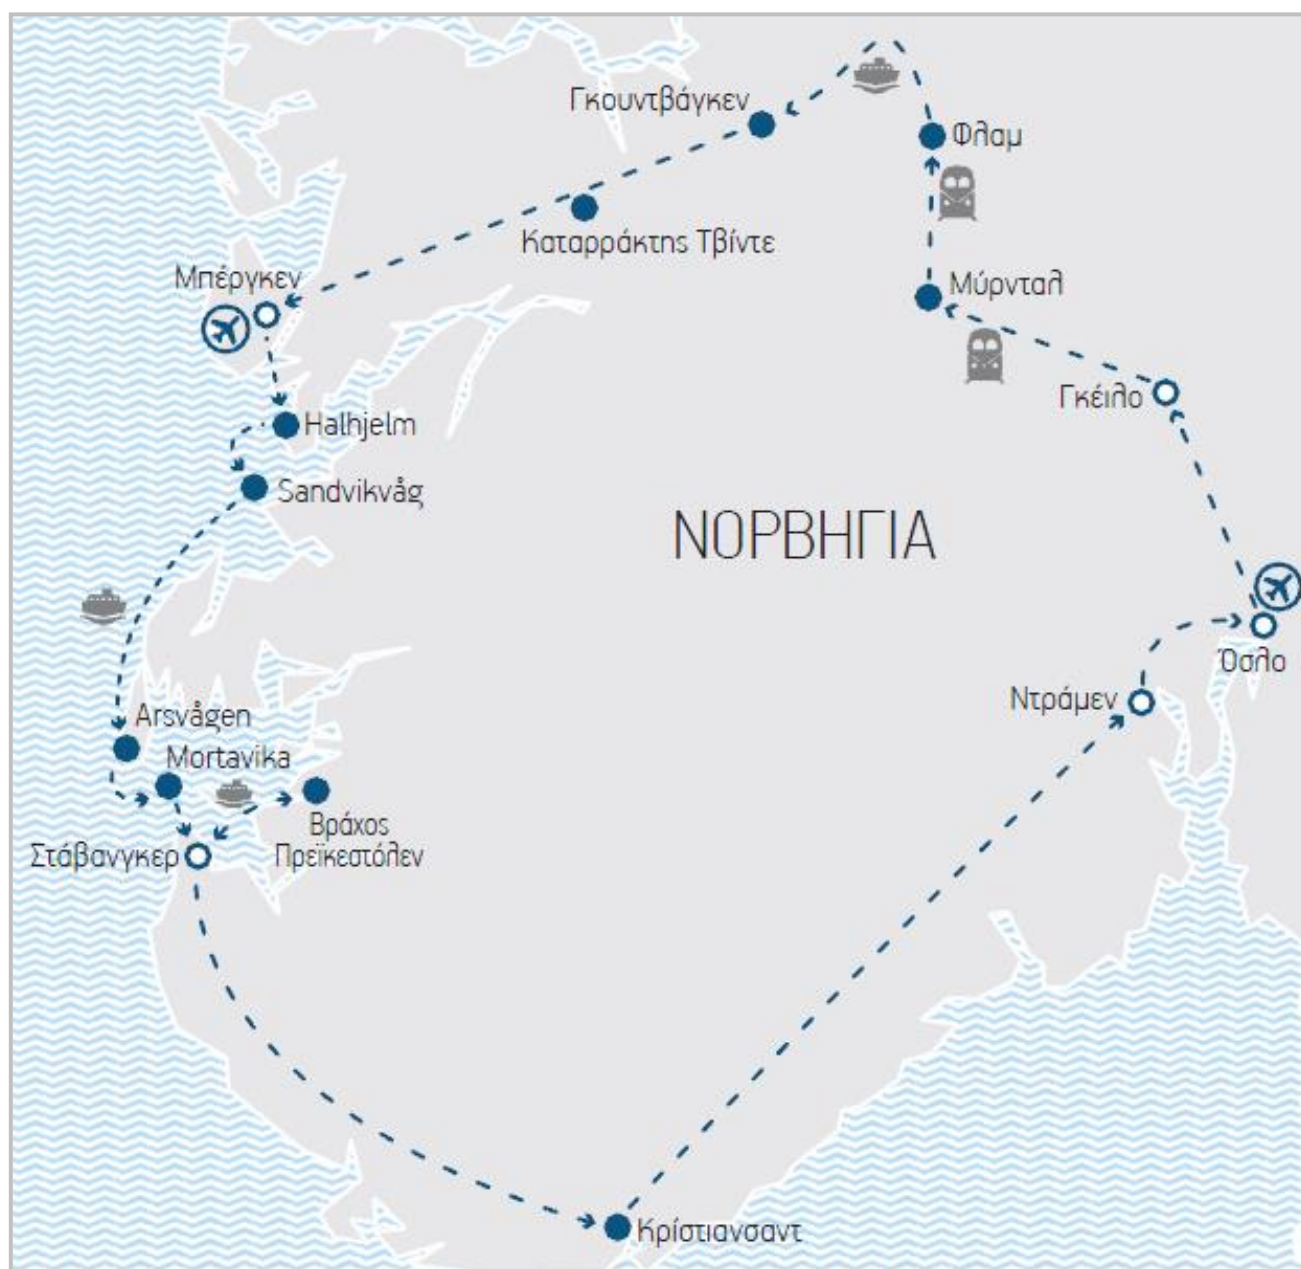 Γκουντβάγκεν
Φλαμ
Καταρράκτης Τβίντε
Μπέργκεν
Μύρνταλ
Γκέιλο
Halhjelm
Sandvikvåg
ΝΟΡΒΗΓΙΑ
Όσλο
Ντράμεν
Arsvågen
Mortavika
Βράχος
Πρεϊκεστόλεν
Στάβανγκερ
Κρίστιανσαντ